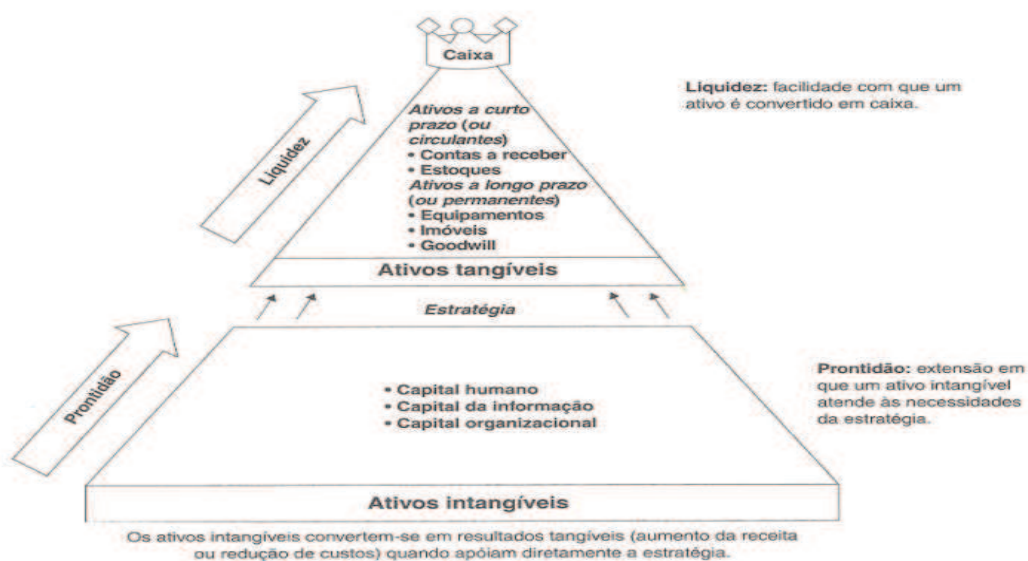 Caixa
Liquidez: facilidade com que um
ativo é convertido em caixa.
Liquidez
Ativos a curto
prazo (ou
circulantes)
• Contas a receber
• Estoques
Ativos a longo prazo
(ou permanentes)
• Equipamentos
• Imóveis
• Goodwill
Ativos tangíveis
Estratégia
Prontidão
• Capital humano
• Capital da informação
• Capital organizacional
Prontidão: extensão em
que um ativo intangível
atende às necessidades
da estratégia.
Ativos intangíveis
Os ativos intangíveis convertem-se em resultados tangíveis (aumento da receita
ou redução de custos) quando apóiam diretamente a estratégia.